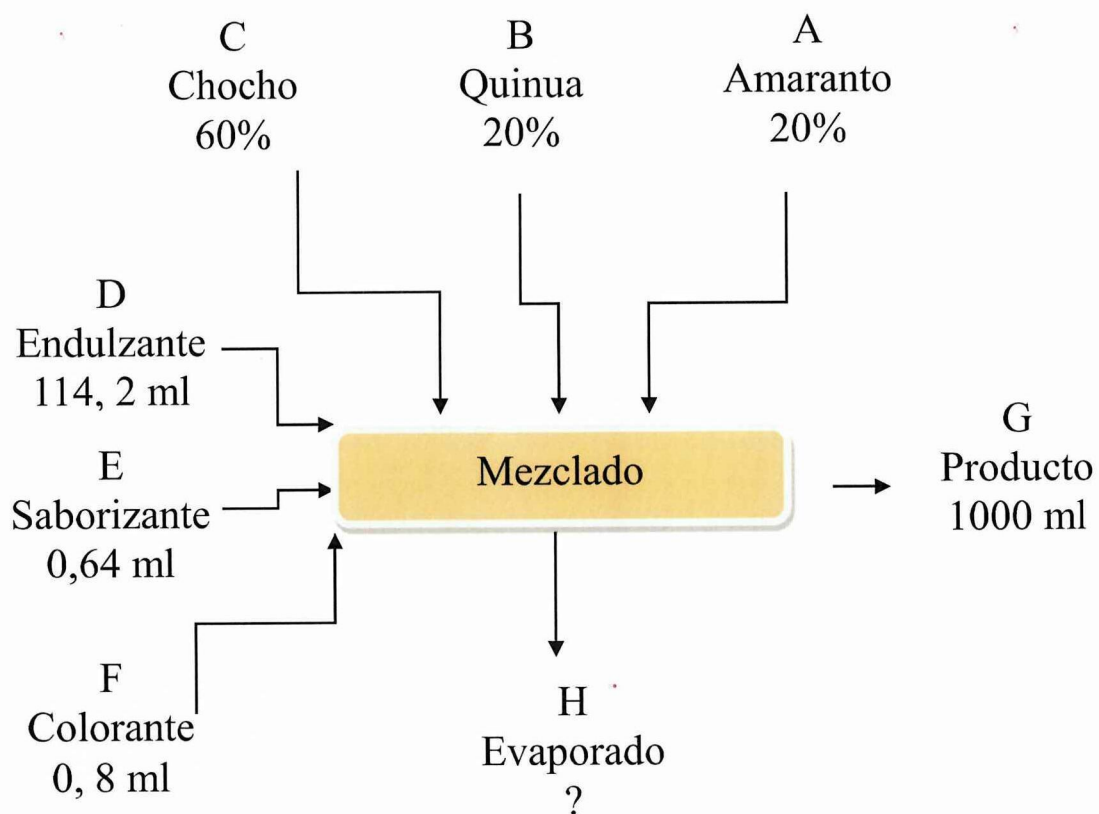 C
Chocho
60%
B
Quinua
20%
A
Amaranto
20%
D
Endulzante
114, 2 ml
E
Saborizante
0,64 ml
F
Colorante
0, 8 ml
Mezclado
G
Producto
1000 ml
H
Evaporado
?